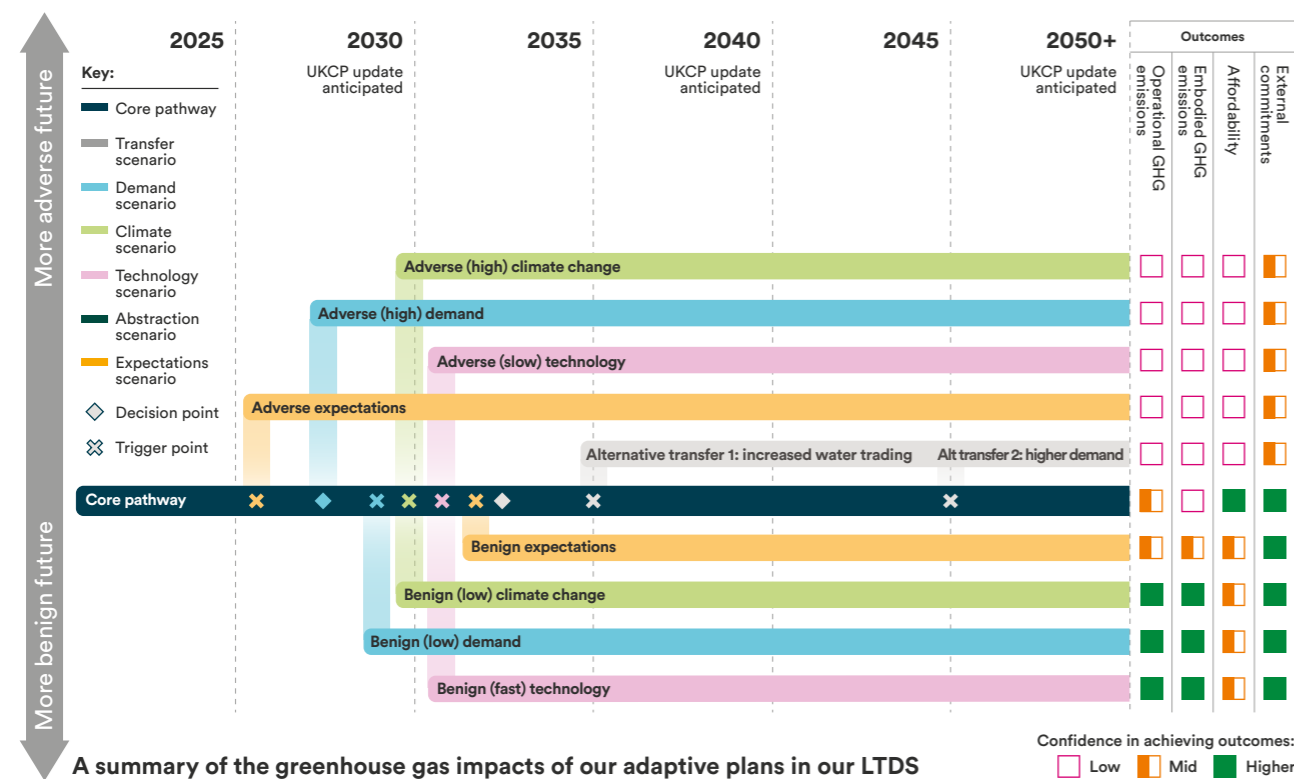 More adverse future
More benign future
2025
2030
2035
2040
2045
2050+
UKCP update
anticipated
UKCP update
anticipated
UKCP update
anticipated
Outcomes
Operational GHG
emissions
Embodied GHG
emissions
Affordability
External
commitments
Key:
Core pathway
Transfer
scenario
Demand
scenario
Climate
scenario
Technology
scenario
Abstraction
scenario
Expectations
scenario
Decision point
Trigger point
Adverse (high) climate change
Adverse (high) demand
Adverse (slow) technology
Adverse expectations
Alternative transfer 1: increased water trading
Alt transfer 2: higher demand
Core pathway
Benign expectations
Benign (low) climate change
Benign (low) demand
Benign (fast) technology
Confidence in achieving outcomes:
Low
Mid
Higher
A summary of the greenhouse gas impacts of our adaptive plans in our LTDS